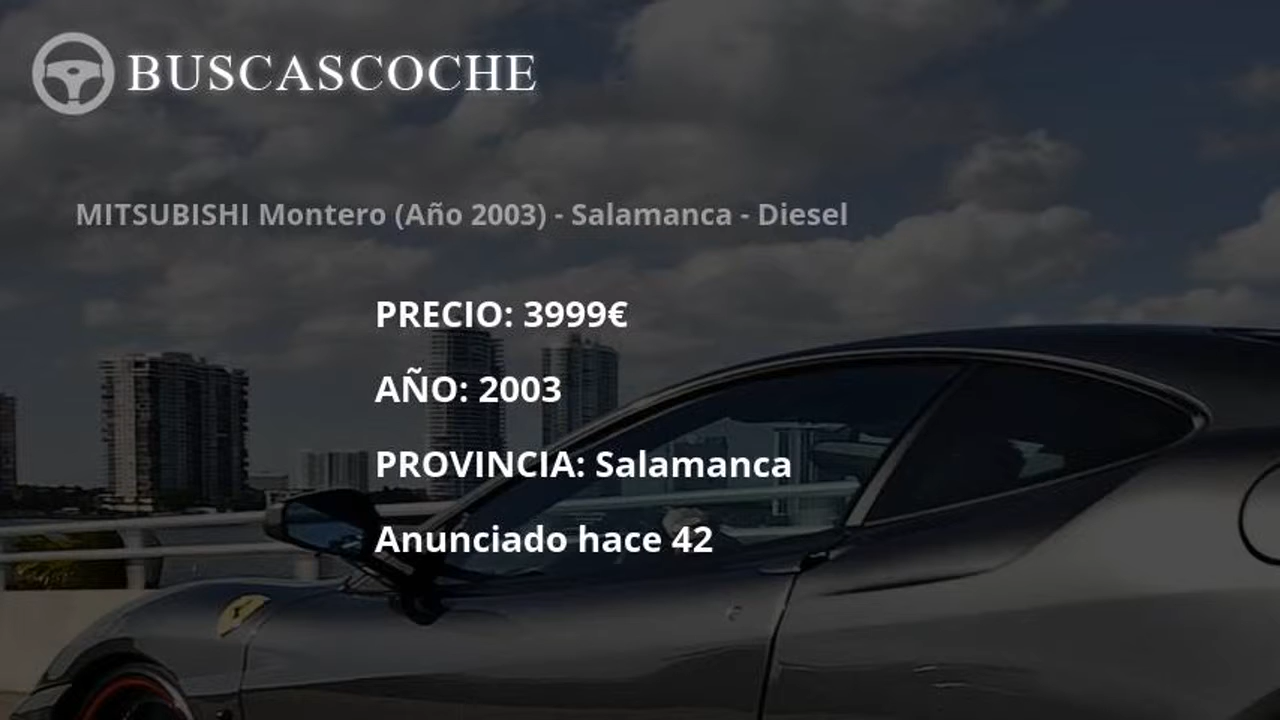 BUSCASCOCHE
MITSUBISHI Montero (Año 2003) - Salamanca - Diesel
PRECIO: 3999€
AÑO: 2003
PROVINCIA: Salamanca
Anunciado hace 42